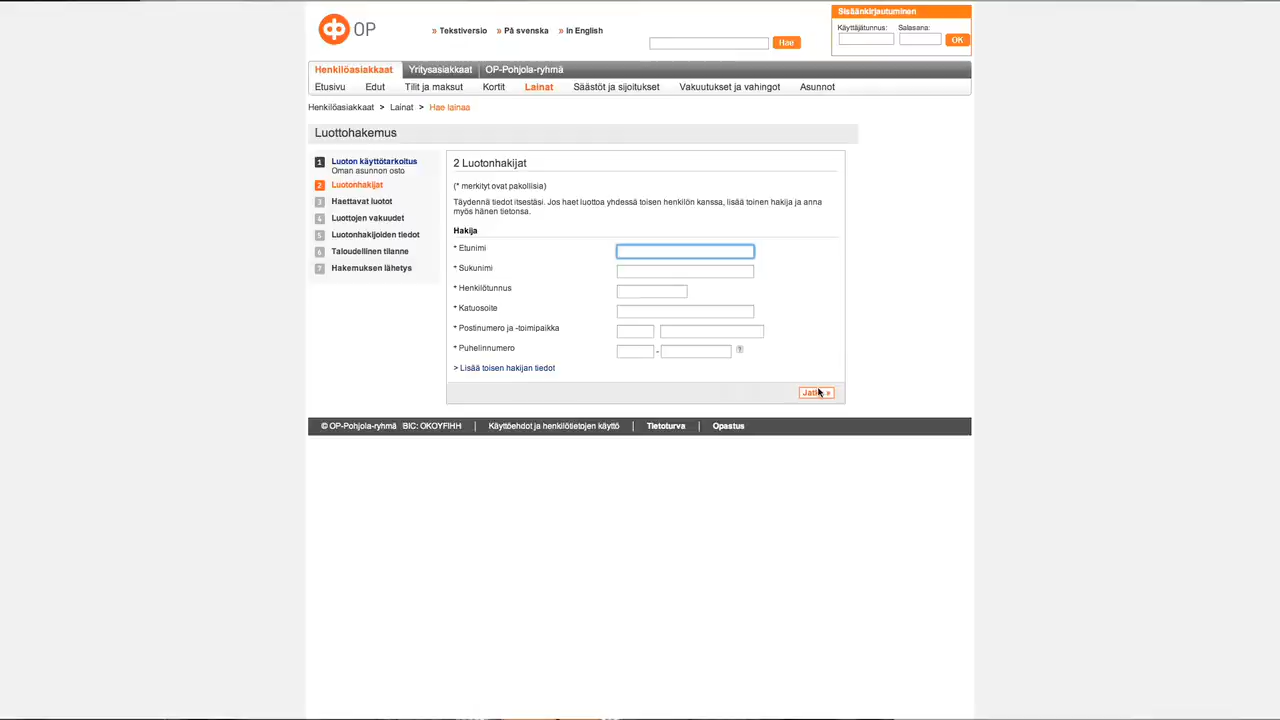 OP
» Tekstiversio » På svenska » In English
Hae
Sisäänkirjautuminen
Käyttäjätunnus: Salasana:
OK
Henkilöasiakkaat Yritysasiakkaat OP-Pohjola-ryhmä
Etusivu Edut Tilit ja maksut Kortit Lainat Säästöt ja sijoitukset Vakuutukset ja vahingot Asunnot
Henkilöasiakkaat > Lainat > Hae lainaa
Luottohakemus
1 Luoton käyttötarkoitus
Oman asunnon osto
2 Luotonhakijat
3 Haettavat luotot
4 Luottojen vakuudet
5 Luotonhakijoiden tiedot
6 Taloudellinen tilanne
7 Hakemuksen lähetys
2 Luotonhakijat
(* merkityt ovat pakollisia)
Täydennä tiedot itsestäsi. Jos haet luottoa yhdessä toisen henkilön kanssa, lisää toinen hakija ja anna
myös hänen tietonsa.
Hakija
* Etunimi
* Sukunimi
* Henkilötunnus
* Katuosoite
* Postinumero ja -toimipaikka
* Puhelinnumero - ?
> Lisää toisen hakijan tiedot
© OP-Pohjola-ryhmä BIC: OKOYFIHH | Käyttöehdot ja henkilötietojen käyttö | Tietoturva | Opastus